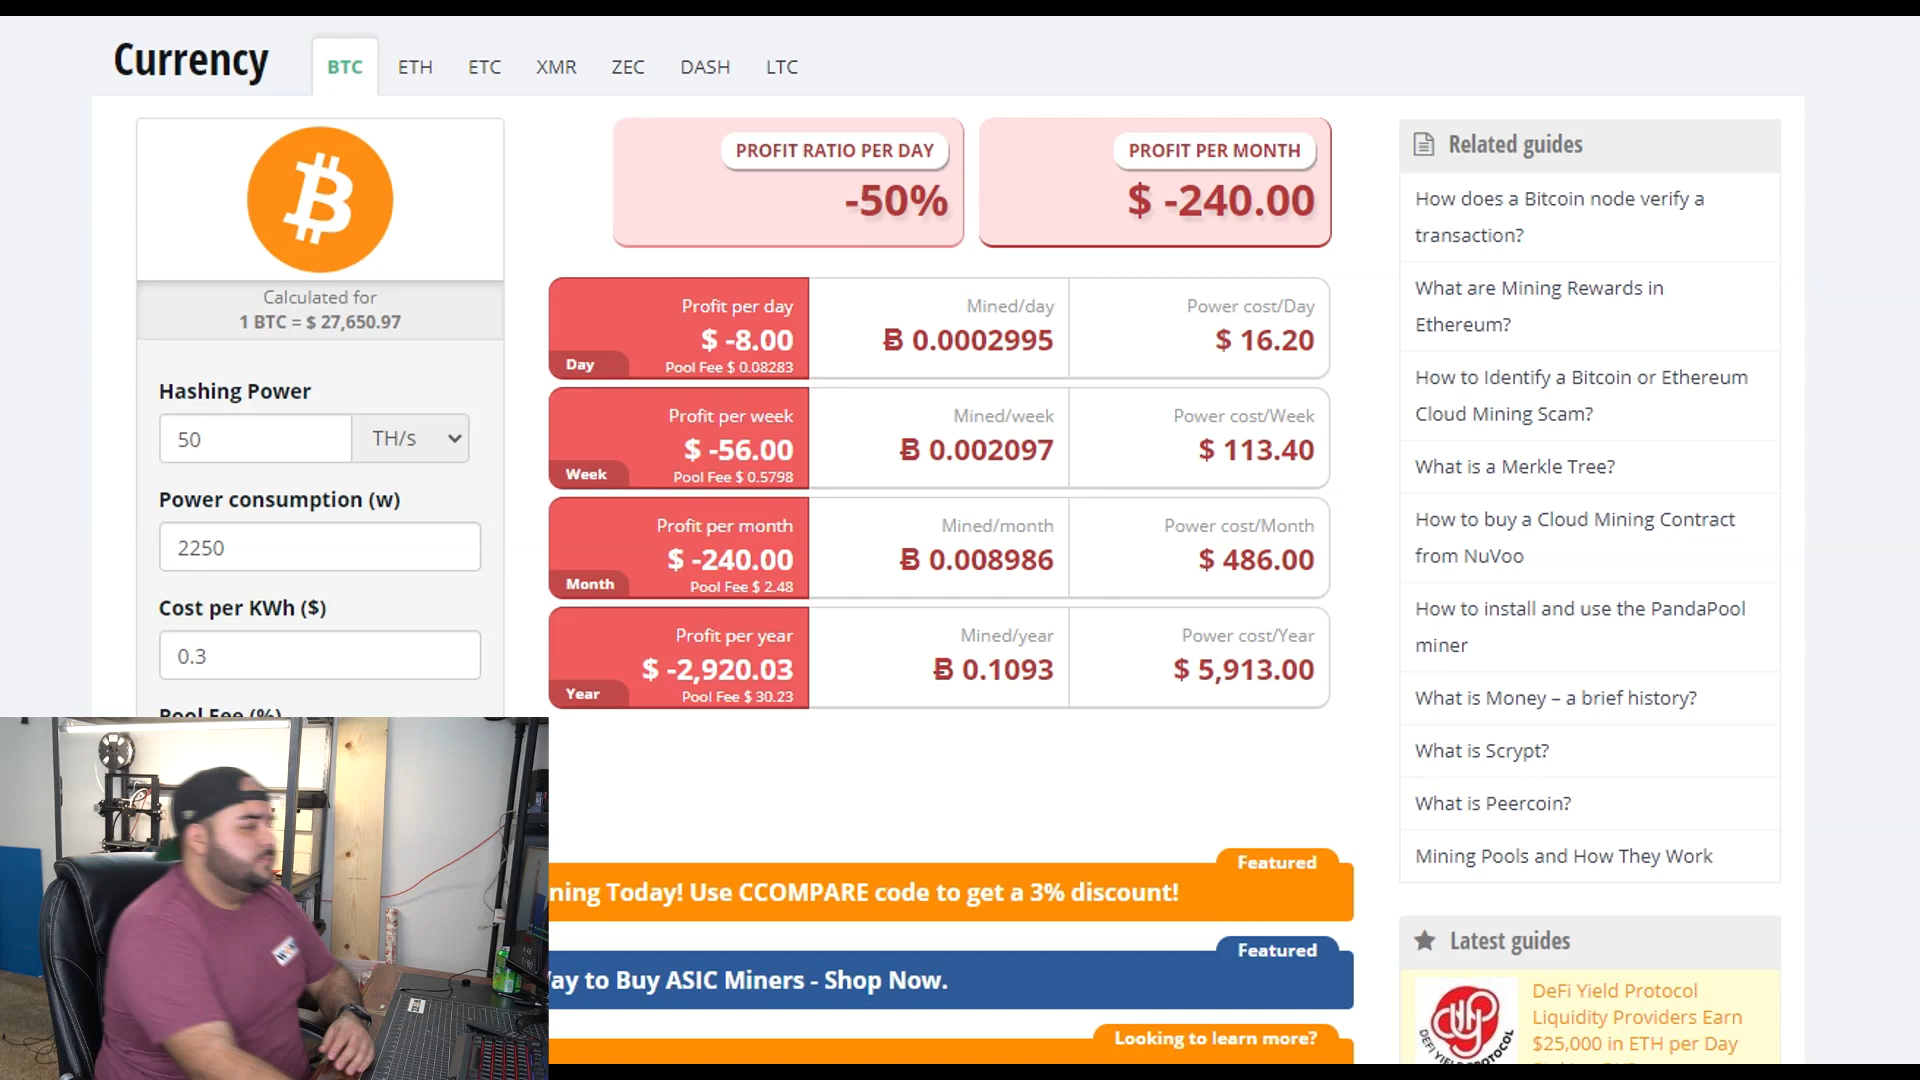 Currency
BTC
ETH
ETC
XMR
ZEC
DASH
LTC
Calculated for
1 BTC = $ 27,650.97
Hashing Power
50
TH/s
Power consumption (w)
2250
Cost per KWh ($)
0.3
Pool Fee (%)
PROFIT RATIO PER DAY
-50%
PROFIT PER MONTH
$ -240.00
Profit per day
$ -8.00
Pool Fee $ 0.08283
Day
Mined/day
Ƀ 0.0002995
Power cost/Day
$ 16.20
Profit per week
$ -56.00
Pool Fee $ 0.5798
Week
Mined/week
Ƀ 0.002097
Power cost/Week
$ 113.40
Profit per month
$ -240.00
Pool Fee $ 2.48
Month
Mined/month
Ƀ 0.008986
Power cost/Month
$ 486.00
Profit per year
$ -2,920.03
Pool Fee $ 30.23
Year
Mined/year
Ƀ 0.1093
Power cost/Year
$ 5,913.00
Featured
ning Today! Use CCOMPARE code to get a 3% discount!
Featured
ay to Buy ASIC Miners - Shop Now.
Looking to learn more?
Related guides
How does a Bitcoin node verify a
transaction?
What are Mining Rewards in
Ethereum?
How to Identify a Bitcoin or Ethereum
Cloud Mining Scam?
What is a Merkle Tree?
How to buy a Cloud Mining Contract
from NuVoo
How to install and use the PandaPool
miner
What is Money – a brief history?
What is Scrypt?
What is Peercoin?
Mining Pools and How They Work
Latest guides
DEFI YIELD PROTOCOL
DeFi Yield Protocol
Liquidity Providers Earn
$25,000 in ETH per Day